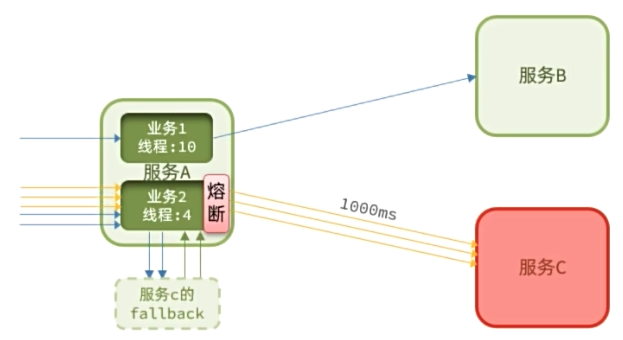 服务B
业务1
线程:10
服务A
业务2
线程:4
熔
断
1000ms
服务C
服务c的
fallback